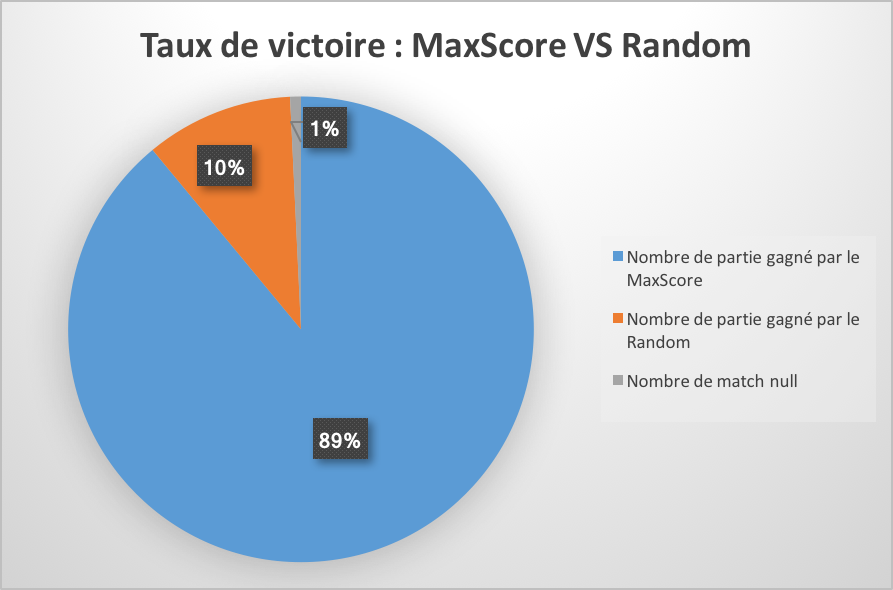 Taux de victoire : MaxScore VS Random
1%
10%
89%
Nombre de partie gagné par le
MaxScore
Nombre de partie gagné par le
Random
Nombre de match null